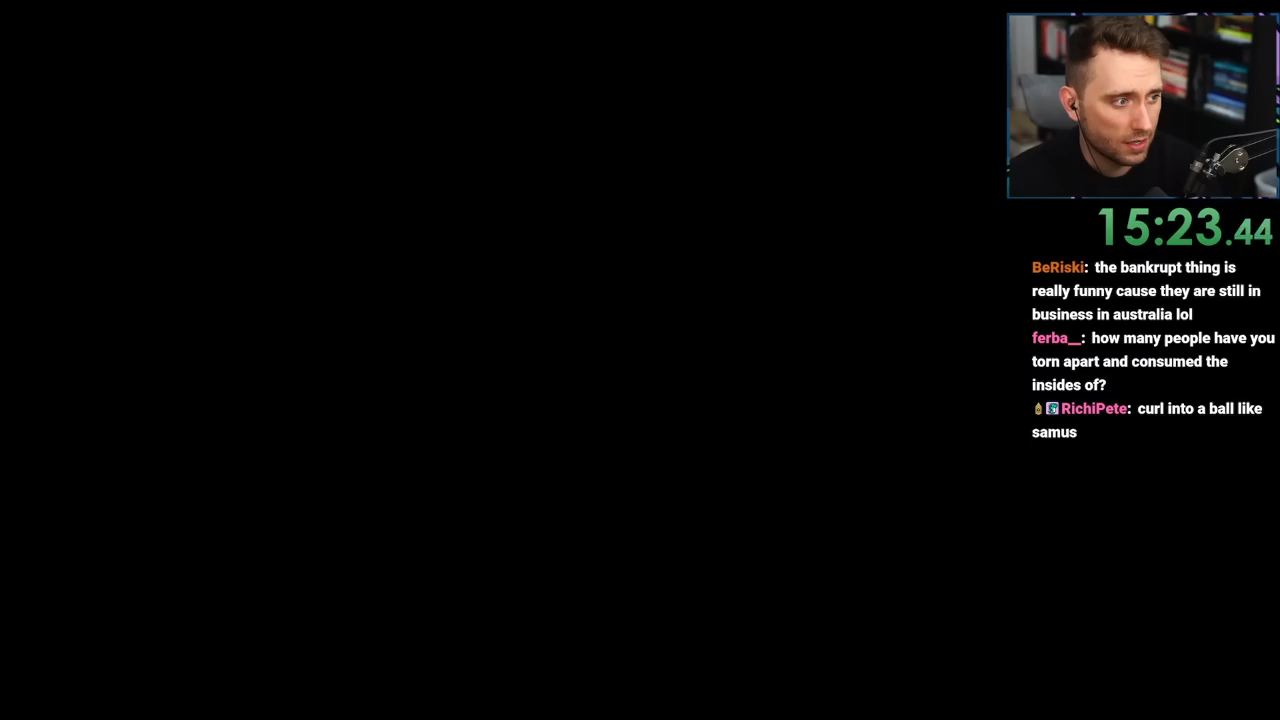 15:23.44
BeRiski: the bankrupt thing is
really funny cause they are still in
business in australia lol
ferba__: how many people have you
torn apart and consumed the
insides of?
RichiPete: curl into a ball like
samus